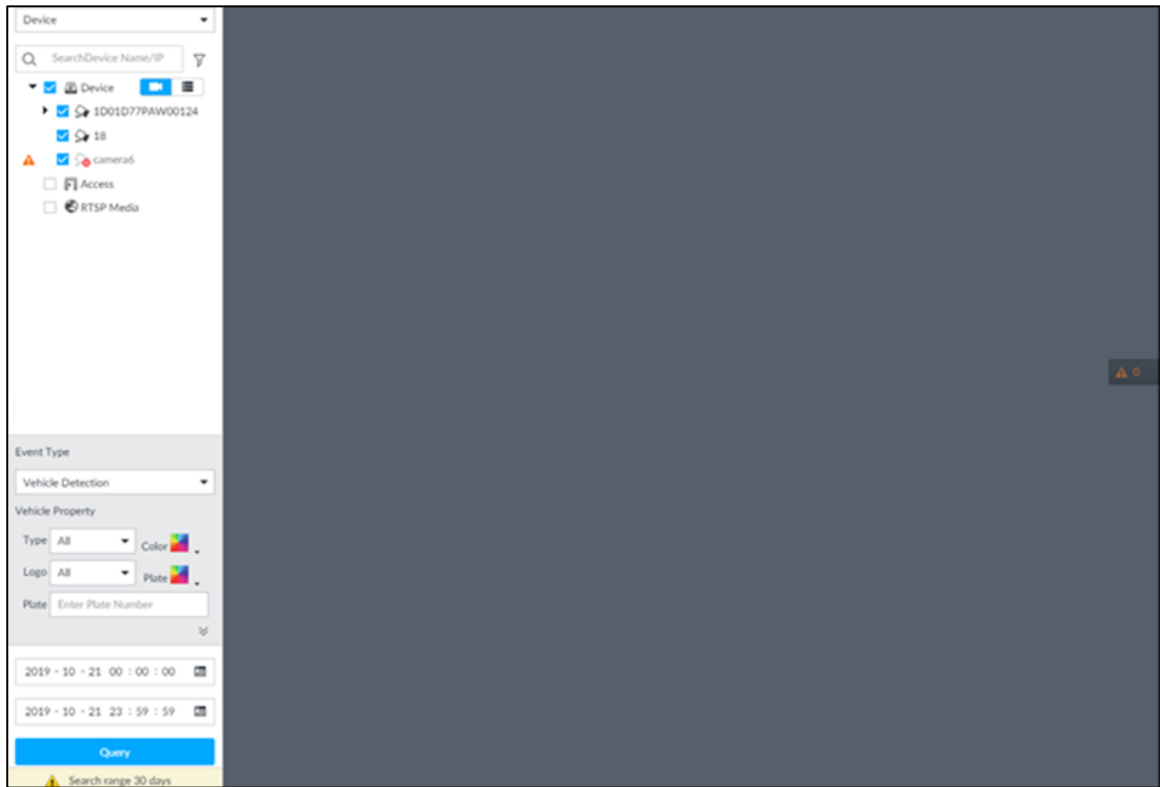 Device
SearchDevice Name/IP
Device
1D01D77PAW00124
18
camera6
Access
RTSP Media
0
Event Type
Vehicle Detection
Vehicle Property
Type All Color
Logo All Plate
Plate Enter Plate Number
2019 - 10 - 21 00 : 00 : 00
2019 - 10 - 21 23 : 59 : 59
Query
Search range 30 days